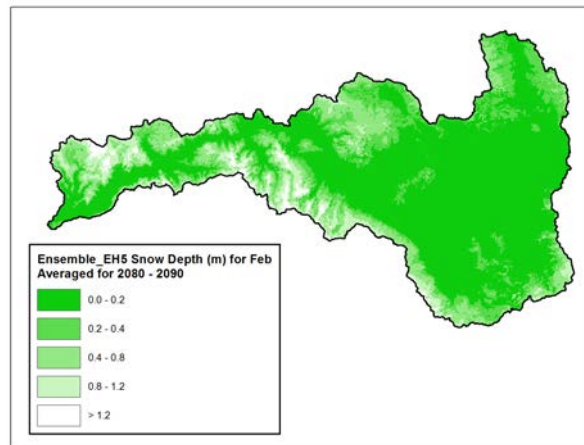 Ensemble_EH5 Snow Depth (m) for Feb
Averaged for 2080 - 2090
0.0 - 0.2
0.2 - 0.4
0.4 - 0.8
0.8 - 1.2
> 1.2